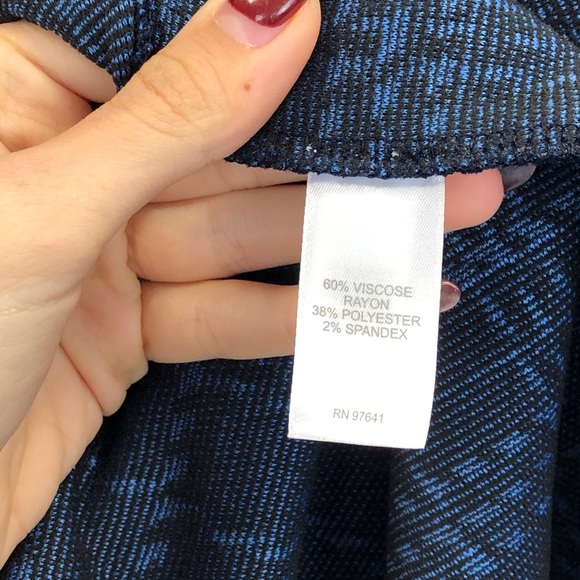 60% VISCOSE
RAYON
38% POLYESTER
2% SPANDEX
RN 97641